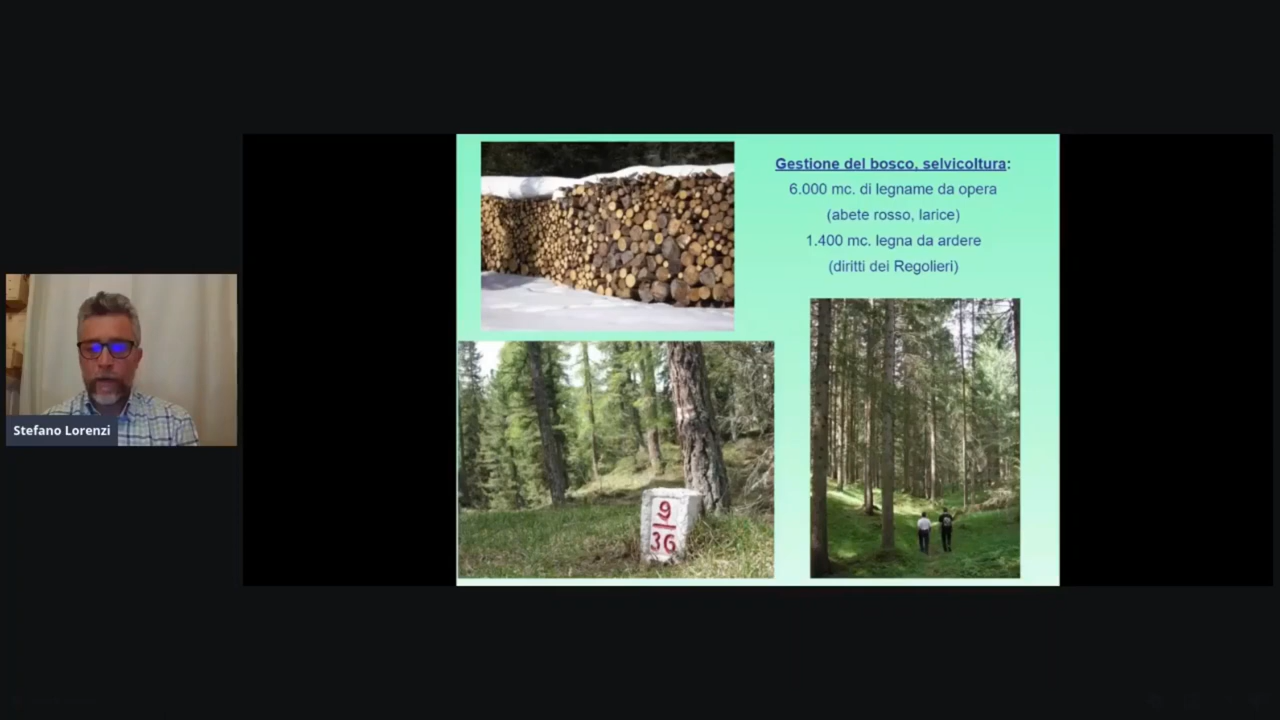 Gestione del bosco, selvicoltura:
6.000 mc. di legname da opera
(abete rosso, larice)
1.400 mc. legna da ardere
(diritti dei Regolieri)
Stefano Lorenzi
9
36